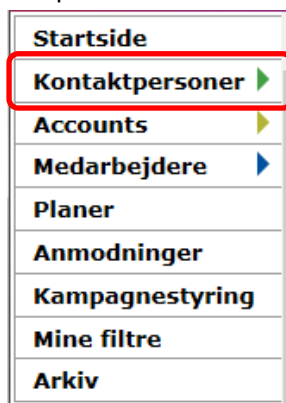 Startside
Kontaktpersoner
Accounts
Medarbejdere
Planer
Anmodninger
Kampagnestyring
Mine filtre
Arkiv